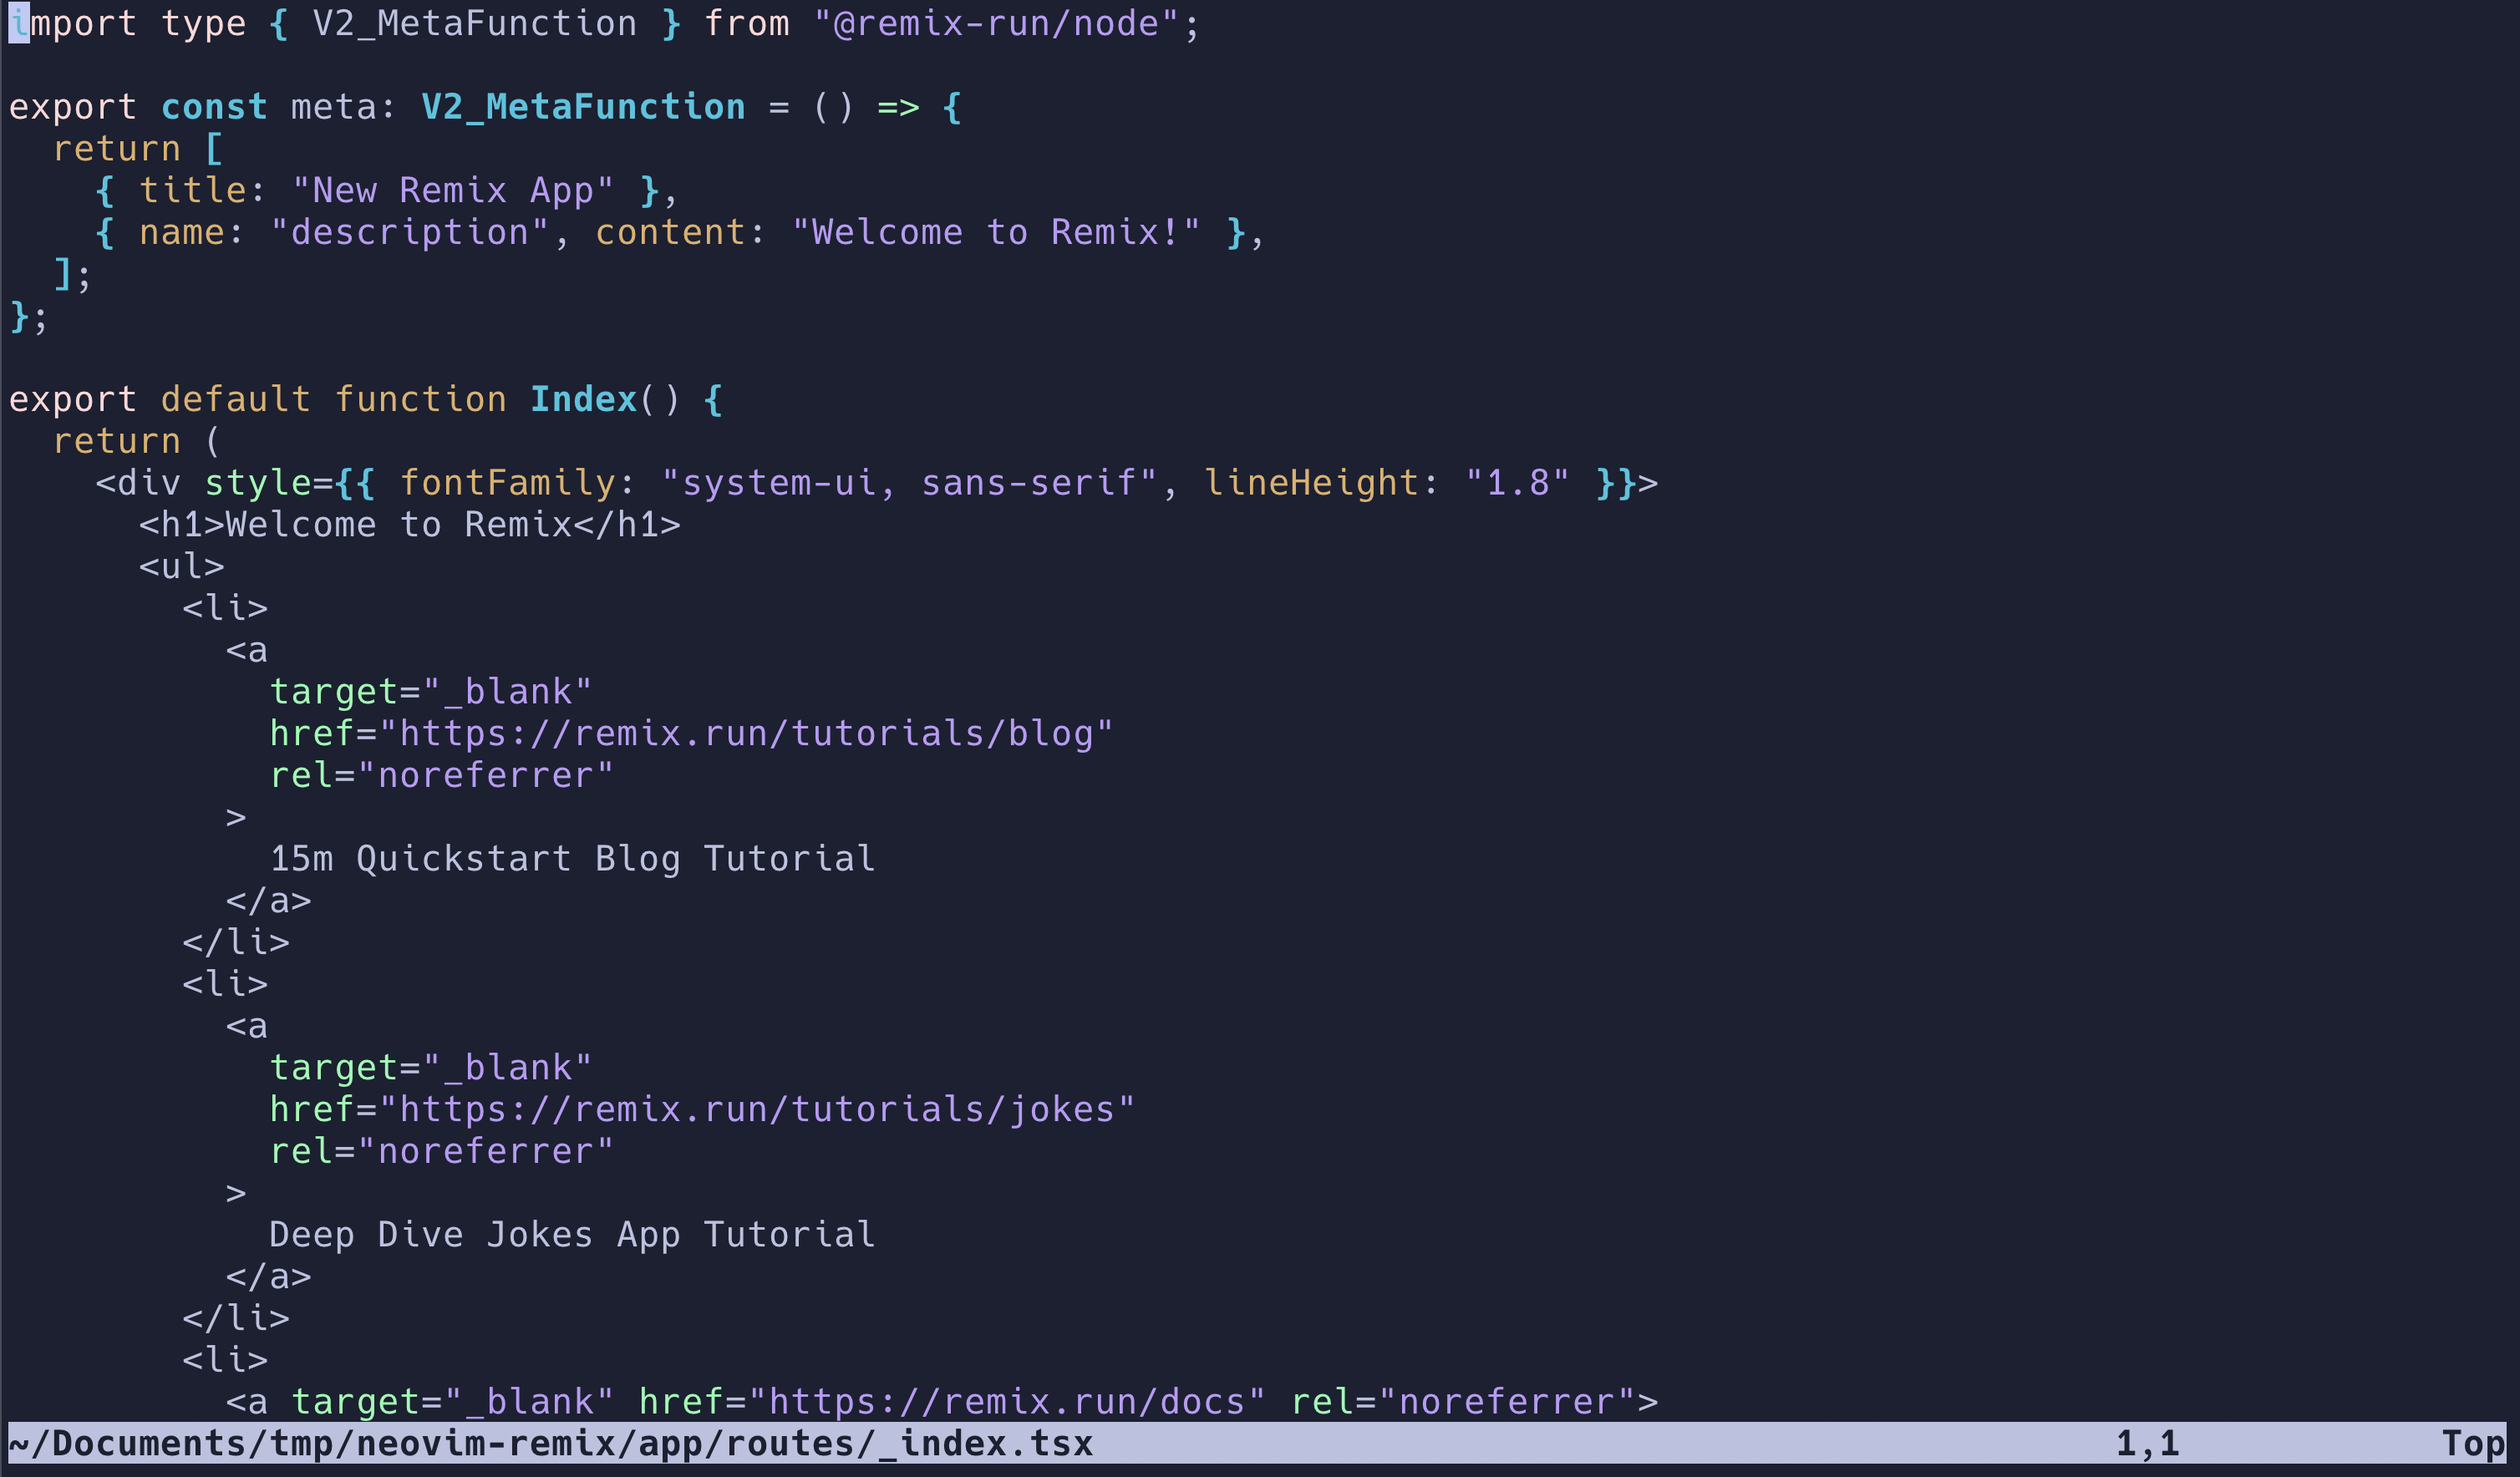 import type { V2_MetaFunction } from "@remix-run/node";

export const meta: V2_MetaFunction = () => {
  return [
    { title: "New Remix App" },
    { name: "description", content: "Welcome to Remix!" },
  ];
};

export default function Index() {
  return (
    <div style={{ fontFamily: "system-ui, sans-serif", lineHeight: "1.8" }}>
      <h1>Welcome to Remix</h1>
      <ul>
        <li>
          <a
            target="_blank"
            href="https://remix.run/tutorials/blog"
            rel="noreferrer"
          >
            15m Quickstart Blog Tutorial
          </a>
        </li>
        <li>
          <a
            target="_blank"
            href="https://remix.run/tutorials/jokes"
            rel="noreferrer"
          >
            Deep Dive Jokes App Tutorial
          </a>
        </li>
        <li>
          <a target="_blank" href="https://remix.run/docs" rel="noreferrer">
~/Documents/tmp/neovim-remix/app/routes/_index.tsx 1,1 Top